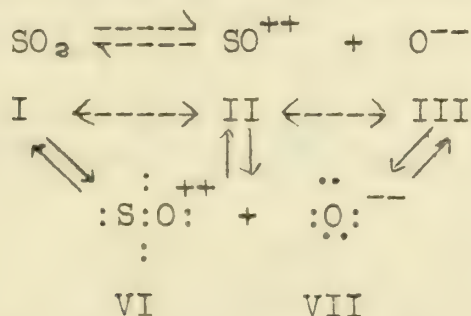 SO₂ ⇌ SO⁺⁺ + O⁻⁻
I <----> II <----> III
:S:O:⁺⁺ + :O:⁻⁻
VI VII